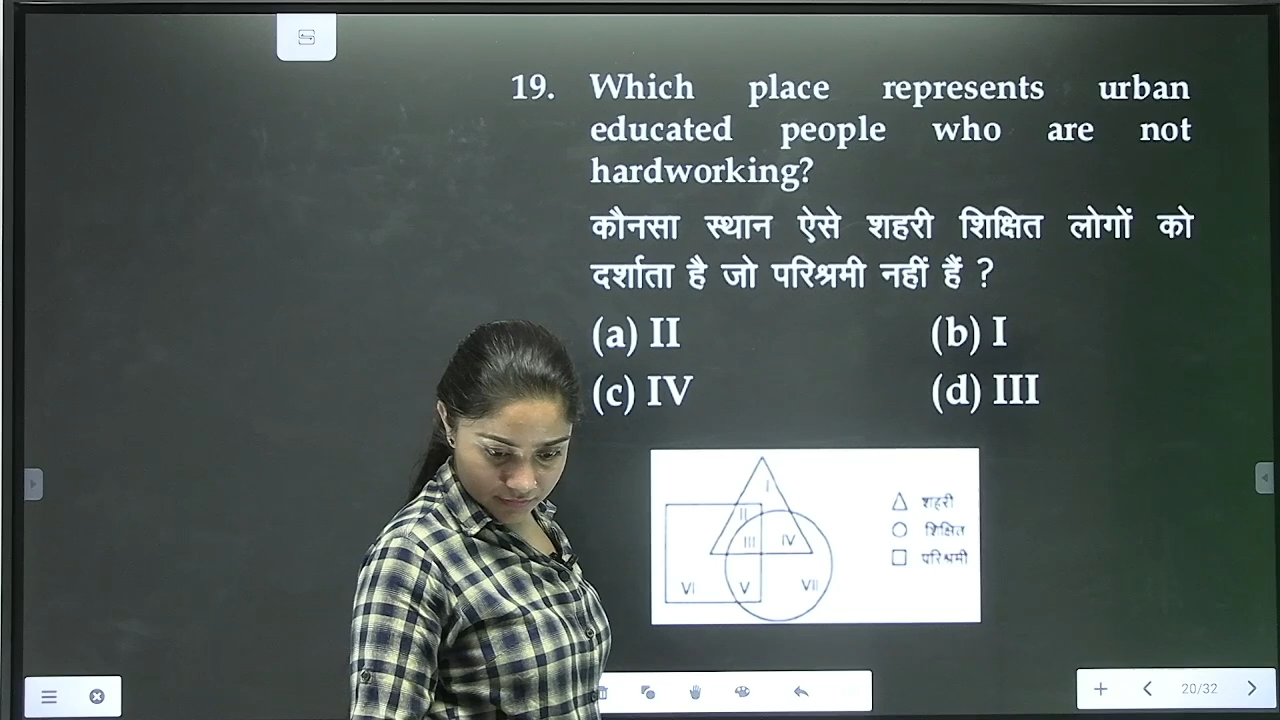 19. Which place represents urban
educated people who are not
hardworking?
कौनसा स्थान ऐसे शहरी शिक्षित लोगों को
दर्शाता है जो परिश्रमी नहीं हैं ?
(a) II (b) I
(c) IV (d) III
I
II
III IV
VI V VII
△ शहरी
○ शिक्षित
□ परिश्रमी
20/32